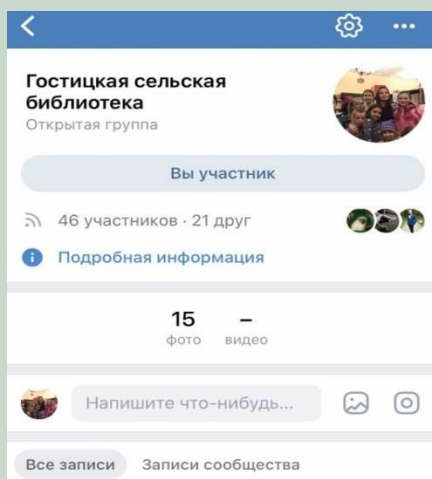 Гостицкая сельская
библиотека
Открытая группа
Вы участник
46 участников · 21 друг
Подробная информация
15 –
фото видео
Напишите что-нибудь...
Все записи Записи сообщества